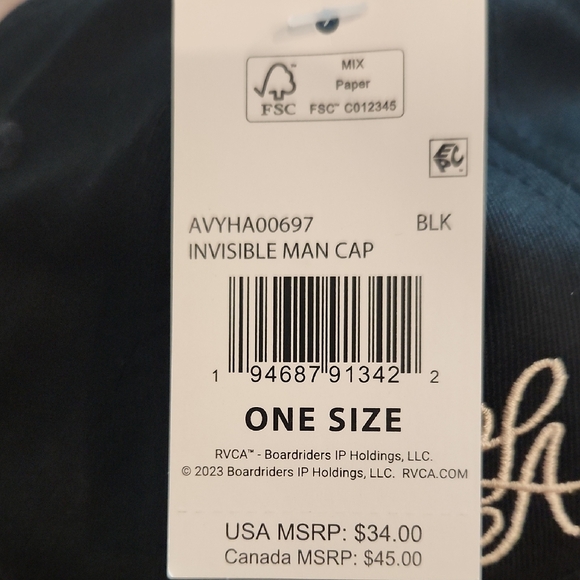 MIX
Paper
FSC FSC™ C012345
AVYHA00697 BLK
INVISIBLE MAN CAP
1 94687 91342 2
ONE SIZE
RVCA™ - Boardriders IP Holdings, LLC.
© 2023 Boardriders IP Holdings, LLC. RVCA.COM
USA MSRP: $34.00
Canada MSRP: $45.00